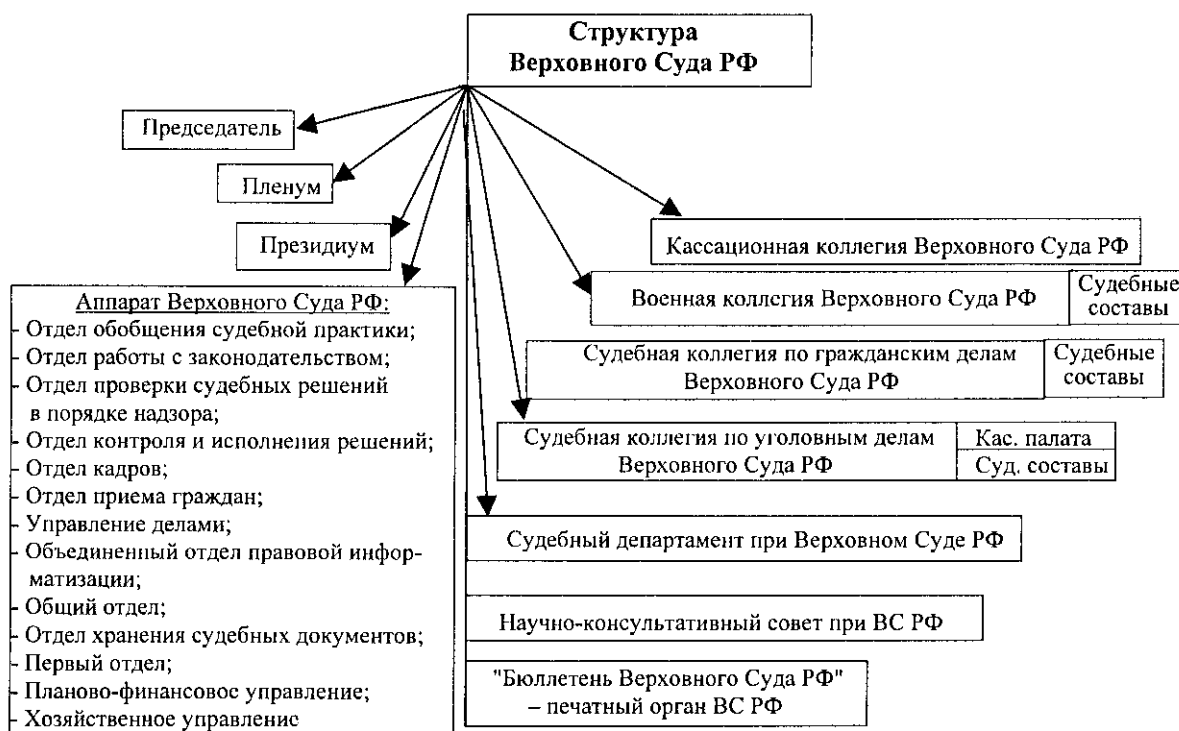 Структура
Верховного Суда РФ
Председатель
Пленум
Президиум
Аппарат Верховного Суда РФ:
- Отдел обобщения судебной практики;
- Отдел работы с законодательством;
- Отдел проверки судебных решений
в порядке надзора;
- Отдел контроля и исполнения решений;
- Отдел кадров;
- Отдел приема граждан;
- Управление делами;
- Объединенный отдел правовой инфор-
матизации;
- Общий отдел;
- Отдел хранения судебных документов;
- Первый отдел;
- Планово-финансовое управление;
- Хозяйственное управление
Кассационная коллегия Верховного Суда РФ
Военная коллегия Верховного Суда РФ
Судебные
составы
Судебная коллегия по гражданским делам
Верховного Суда РФ
Судебные
составы
Судебная коллегия по уголовным делам
Верховного Суда РФ
Кас. палата
Суд. составы
Судебный департамент при Верховном Суде РФ
Научно-консультативный совет при ВС РФ
"Бюллетень Верховного Суда РФ"
– печатный орган ВС РФ